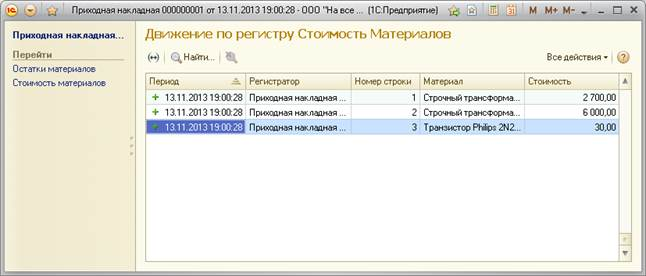 Приходная накладная 000000001 от 13.11.2013 19:00:28 - ООО "На все ... (1С:Предприятие)
M M+ M-
Приходная накладная...
Перейти
Остатки материалов
Стоимость материалов
Движение по регистру Стоимость Материалов
Найти...
Все действия
Период Регистратор Номер строки Материал Стоимость
13.11.2013 19:00:28 Приходная накладная ... 1 Строчный трансформа... 2 700,00
13.11.2013 19:00:28 Приходная накладная ... 2 Строчный трансформа... 6 000,00
13.11.2013 19:00:28 Приходная накладная ... 3 Транзистор Philips 2N2... 30,00